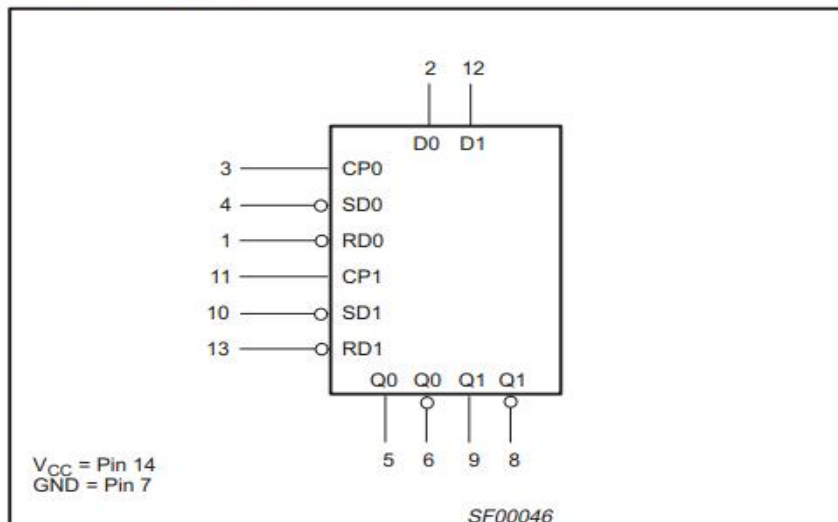 2 12
D0 D1
3 CP0
4 SD0
1 RD0
11 CP1
10 SD1
13 RD1
Q0 Q0 Q1 Q1
5 6 9 8
VCC = Pin 14
GND = Pin 7
SF00046